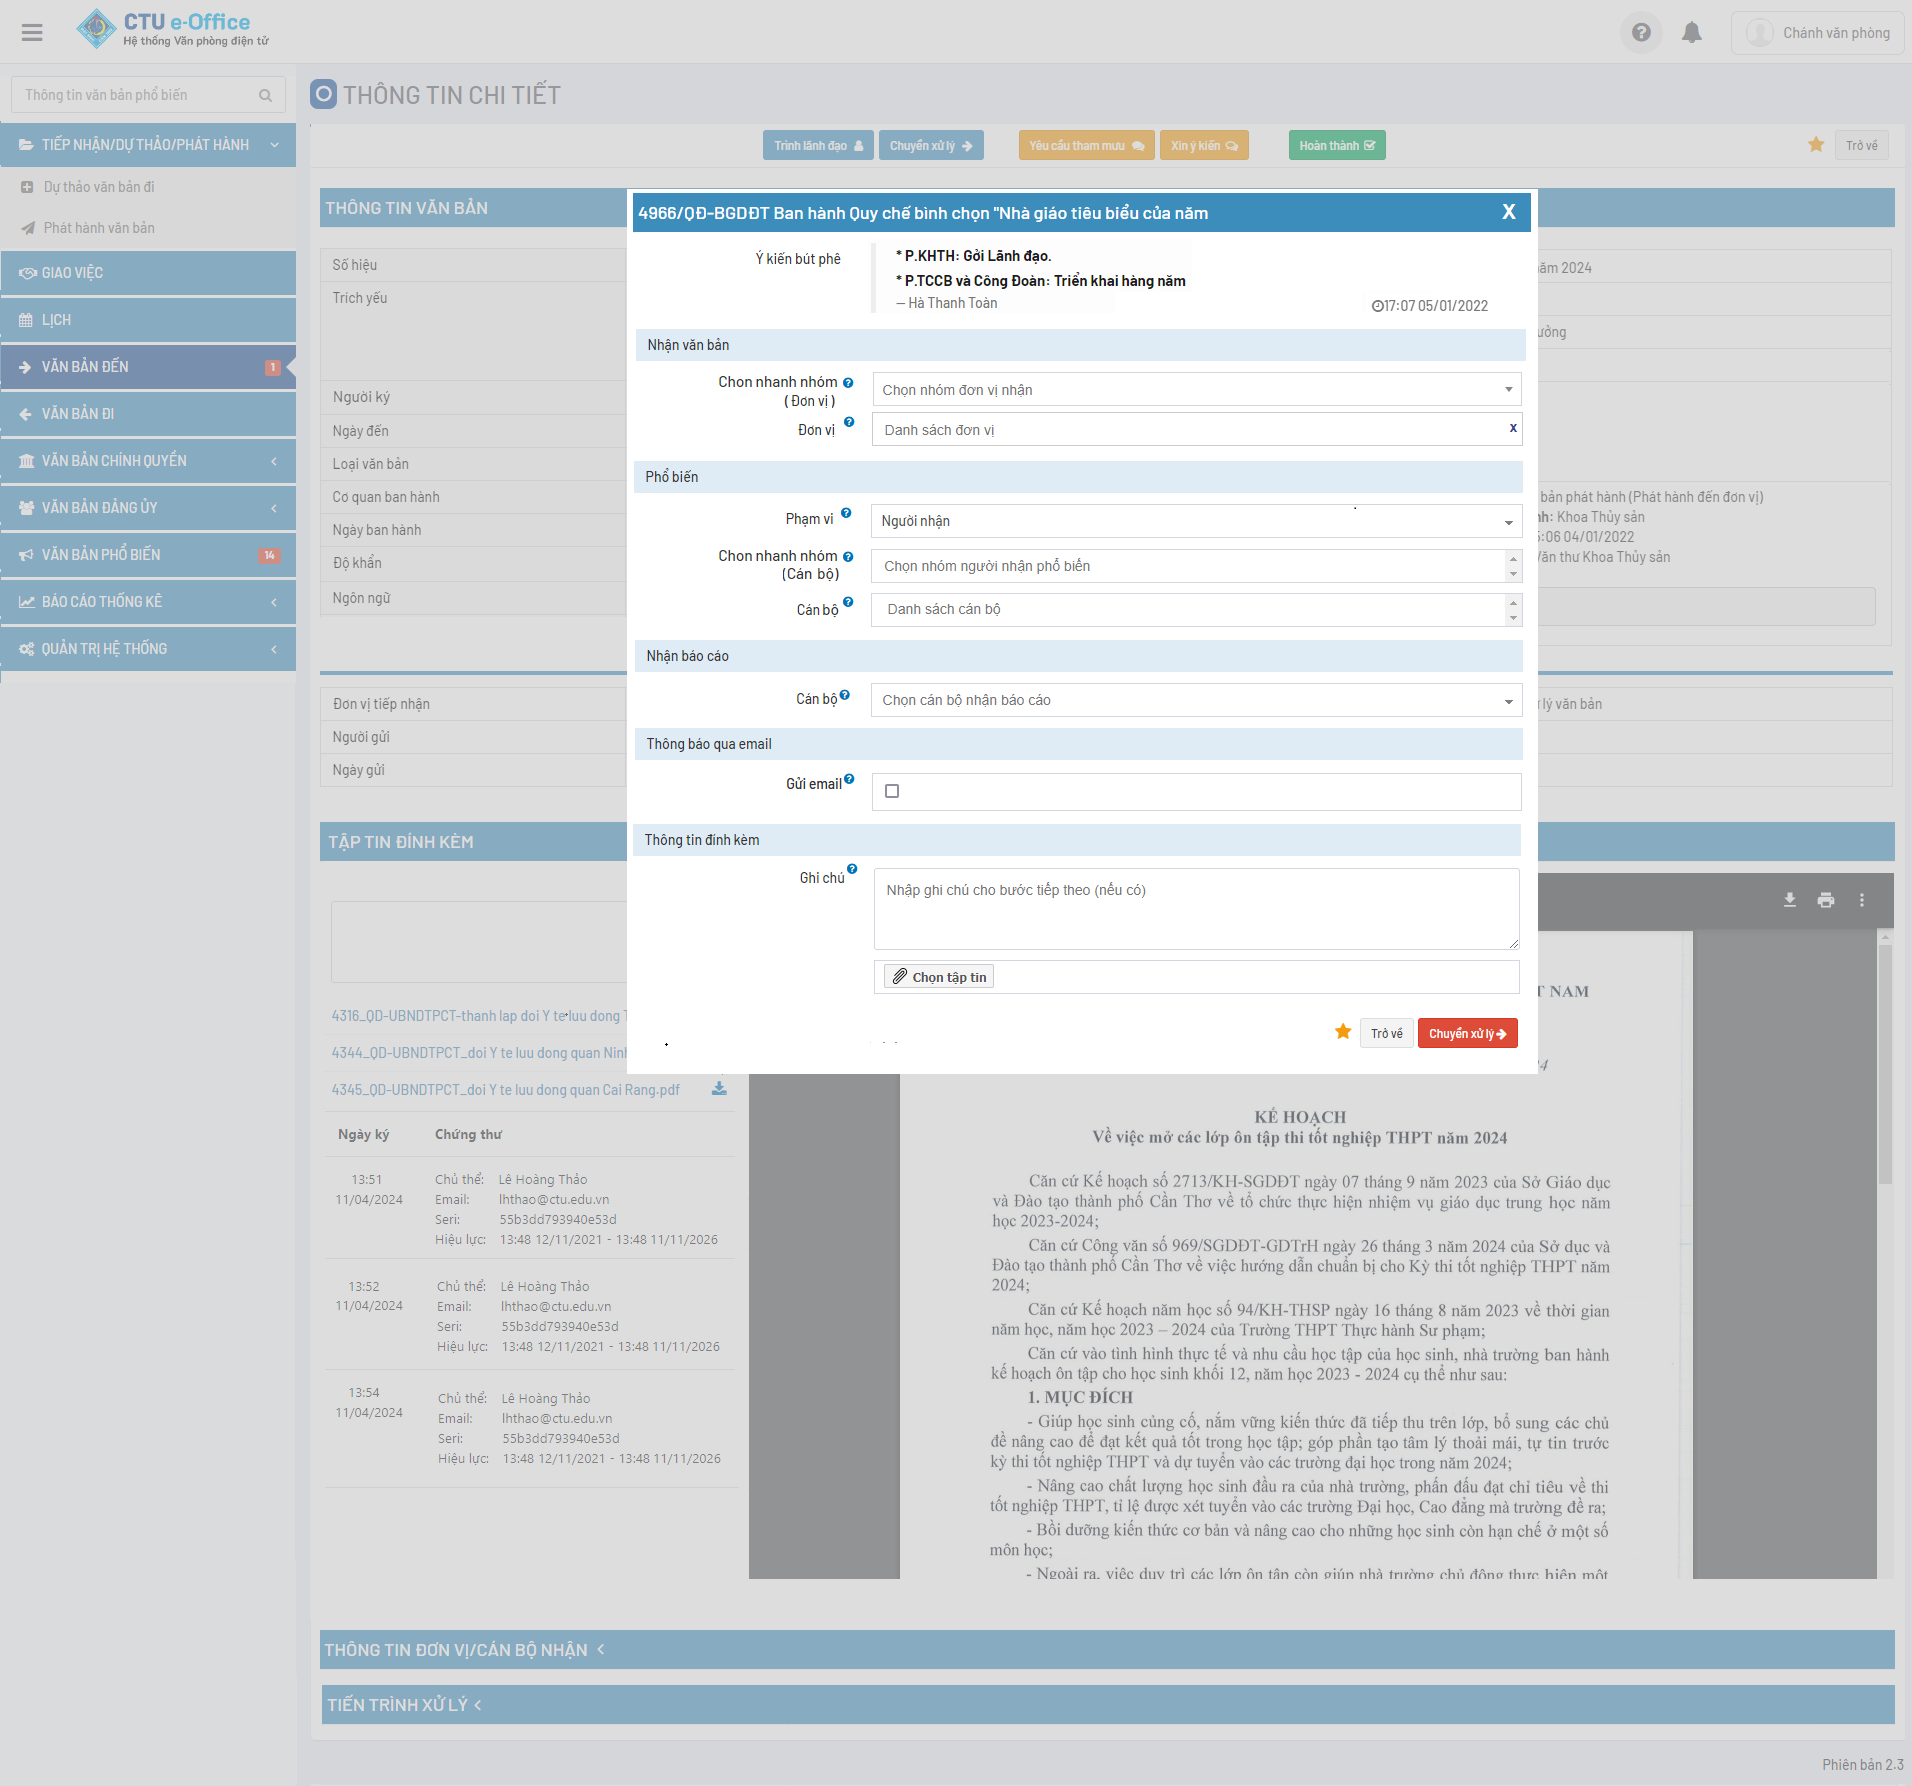 CTU e-Office
Hệ thống Văn phòng điện tử
Chánh văn phòng
Thông tin văn bản phổ biến
TIẾP NHẬN/DỰ THẢO/PHÁT HÀNH
Dự thảo văn bản đi
Phát hành văn bản
GIAO VIỆC
LỊCH
VĂN BẢN ĐẾN 1
VĂN BẢN ĐI
VĂN BẢN CHÍNH QUYỀN
VĂN BẢN ĐẢNG ỦY
VĂN BẢN PHỔ BIẾN 14
BÁO CÁO THỐNG KÊ
QUẢN TRỊ HỆ THỐNG
THÔNG TIN CHI TIẾT
Trình lãnh đạo
Chuyển xử lý
Yêu cầu tham mưu
Xin ý kiến
Hoàn thành
Trở về
THÔNG TIN VĂN BẢN
Số hiệu
Trích yếu
Người ký
Ngày đến
Loại văn bản
Cơ quan ban hành
Ngày ban hành
Độ khẩn
Ngôn ngữ
ăm 2024
ưởng
bản phát hành (Phát hành đến đơn vị)
nh: Khoa Thủy sản
5:06 04/01/2022
Văn thư Khoa Thủy sản
Đơn vị tiếp nhận
Người gửi
Ngày gửi
lý văn bản
4966/QĐ-BGDĐT Ban hành Quy chế bình chọn "Nhà giáo tiêu biểu của năm
X
Ý kiến bút phê
* P.KHTH: Gởi Lãnh đạo.
* P.TCCB và Công Đoàn: Triển khai hàng năm
— Hà Thanh Toàn
17:07 05/01/2022
Nhận văn bản
Chon nhanh nhóm
(Đơn vị )
Chọn nhóm đơn vị nhận
Đơn vị
Danh sách đơn vị
x
Phổ biến
Phạm vi
Người nhận
Chon nhanh nhóm
(Cán bộ)
Chọn nhóm người nhận phổ biến
Cán bộ
Danh sách cán bộ
Nhận báo cáo
Cán bộ
Chọn cán bộ nhận báo cáo
Thông báo qua email
Gửi email
Thông tin đính kèm
Ghi chú
Nhập ghi chú cho bước tiếp theo (nếu có)
Chọn tập tin
Trở về
Chuyển xử lý
TẬP TIN ĐÍNH KÈM
4316_QD-UBNDTPCT-thanh lap doi Y te luu dong T
4344_QD-UBNDTPCT_doi Y te luu dong quan Ninh
4345_QD-UBNDTPCT_doi Y te luu dong quan Cai Rang.pdf
Ngày ký
Chứng thư
13:51
11/04/2024
Chủ thể: Lê Hoàng Thảo
Email: lhthao@ctu.edu.vn
Seri: 55b3dd793940e53d
Hiệu lực: 13:48 12/11/2021 - 13:48 11/11/2026
13:52
11/04/2024
Chủ thể: Lê Hoàng Thảo
Email: lhthao@ctu.edu.vn
Seri: 55b3dd793940e53d
Hiệu lực: 13:48 12/11/2021 - 13:48 11/11/2026
13:54
11/04/2024
Chủ thể: Lê Hoàng Thảo
Email: lhthao@ctu.edu.vn
Seri: 55b3dd793940e53d
Hiệu lực: 13:48 12/11/2021 - 13:48 11/11/2026
T NAM
KẾ HOẠCH
Về việc mở các lớp ôn tập thi tốt nghiệp THPT năm 2024
Căn cứ Kế hoạch số 2713/KH-SGDĐT ngày 07 tháng 9 năm 2023 của Sở Giáo dục
và Đào tạo thành phố Cần Thơ về tổ chức thực hiện nhiệm vụ giáo dục trung học năm
học 2023-2024;
Căn cứ Công văn số 969/SGDĐT-GDTrH ngày 26 tháng 3 năm 2024 của Sở dục và
Đào tạo thành phố Cần Thơ về việc hướng dẫn chuẩn bị cho Kỳ thi tốt nghiệp THPT năm
2024;
Căn cứ Kế hoạch năm học số 94/KH-THSP ngày 16 tháng 8 năm 2023 về thời gian
năm học, năm học 2023 – 2024 của Trường THPT Thực hành Sư phạm;
Căn cứ vào tình hình thực tế và nhu cầu học tập của học sinh, nhà trường ban hành
kế hoạch ôn tập cho học sinh khối 12, năm học 2023 - 2024 cụ thể như sau:
1. MỤC ĐÍCH
- Giúp học sinh củng cố, nắm vững kiến thức đã tiếp thu trên lớp, bổ sung các chủ
đề nâng cao để đạt kết quả tốt trong học tập; góp phần tạo tâm lý thoải mái, tự tin trước
kỳ thi tốt nghiệp THPT và dự tuyển vào các trường đại học trong năm 2024;
- Nâng cao chất lượng học sinh đầu ra của nhà trường, phấn đấu đạt chỉ tiêu về thi
tốt nghiệp THPT, tỉ lệ được xét tuyển vào các trường Đại học, Cao đẳng mà trường đề ra;
- Bồi dưỡng kiến thức cơ bản và nâng cao cho những học sinh còn hạn chế ở một số
môn học;
- Ngoài ra, việc duy trì các lớp ôn tập còn giúp nhà trường chủ động thực hiện một
THÔNG TIN ĐƠN VỊ/CÁN BỘ NHẬN
TIẾN TRÌNH XỬ LÝ
Phiên bản 2.3